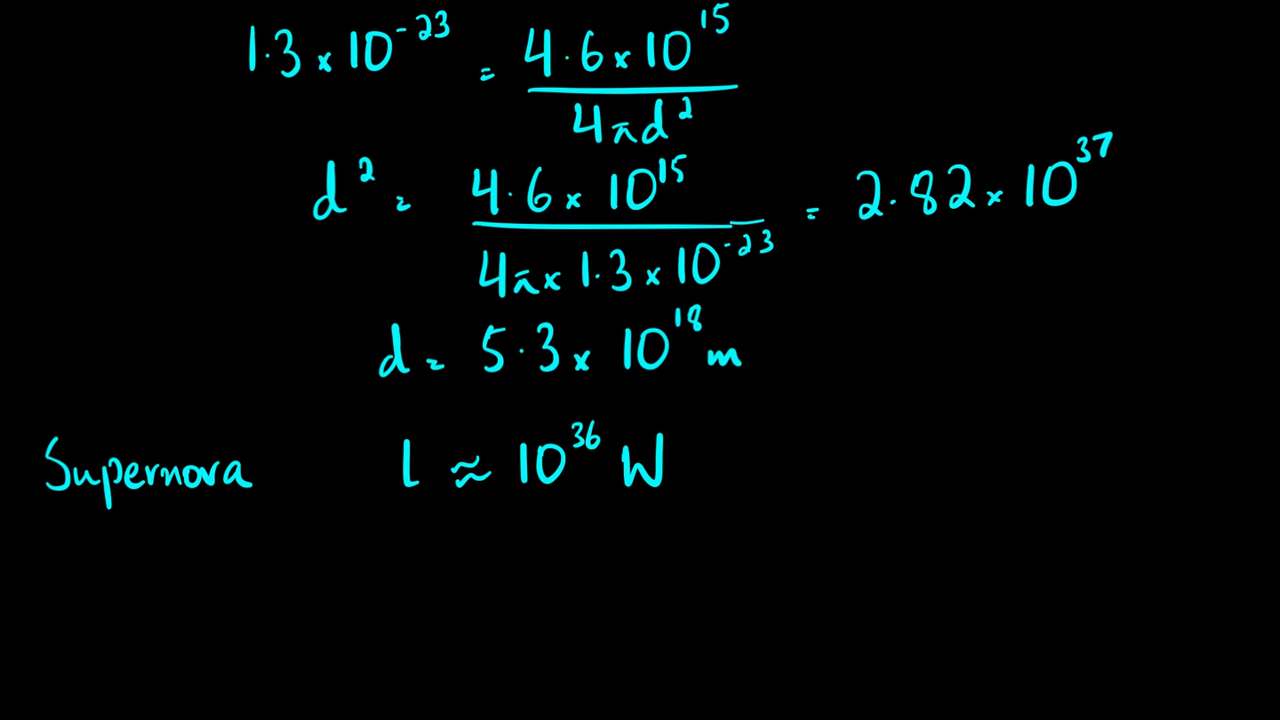 1.3 × 10⁻²³ = 4.6 × 10¹⁵ / 4πd²
d² = 4.6 × 10¹⁵ / 4π × 1.3 × 10⁻²³ = 2.82 × 10³⁷
d = 5.3 × 10¹⁸ m
Supernova L ≈ 10³⁶ W